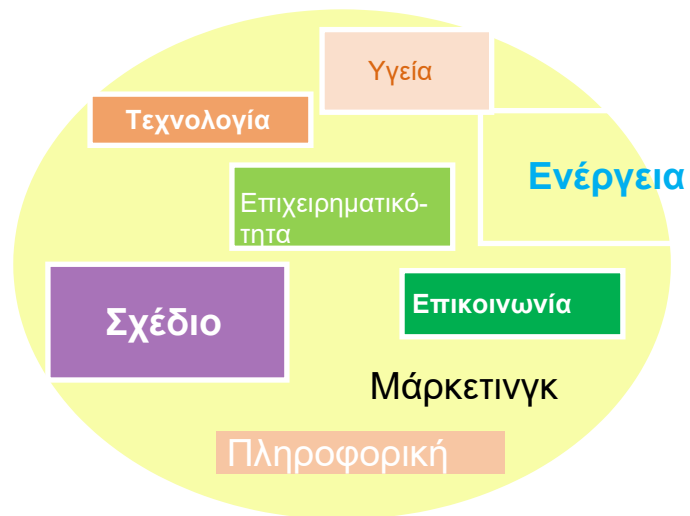 Υγεία
Τεχνολογία
Ενέργεια
Επιχειρηματικό-
τητα
Σχέδιο
Επικοινωνία
Μάρκετινγκ
Πληροφορική